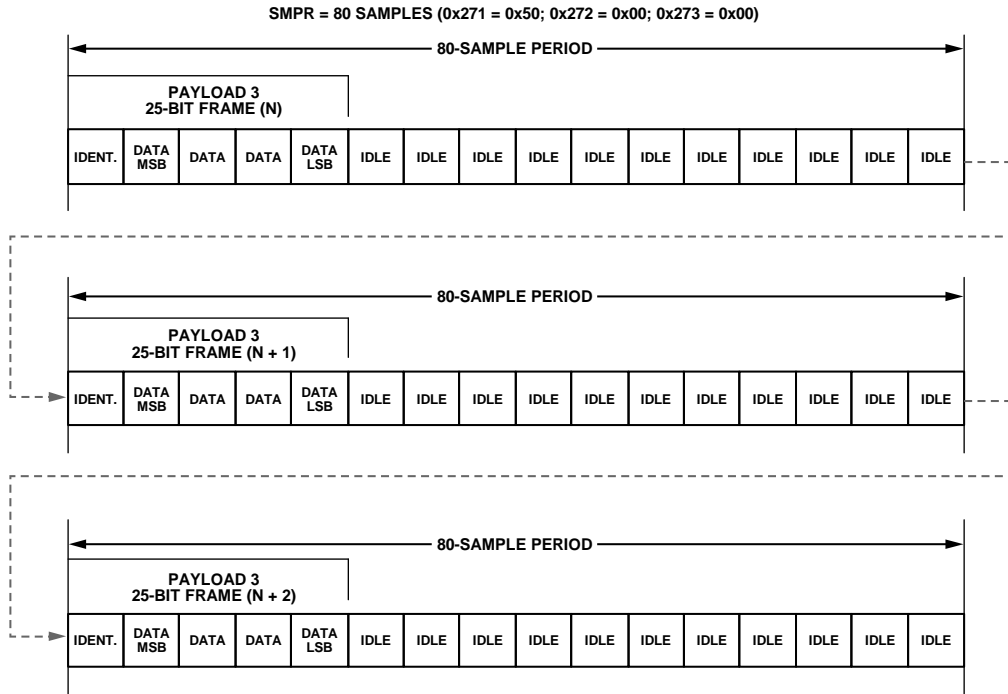 SMPR = 80 SAMPLES (0x271 = 0x50; 0x272 = 0x00; 0x273 = 0x00)
80-SAMPLE PERIOD
PAYLOAD 3
25-BIT FRAME (N)
IDENT. DATA MSB DATA DATA DATA LSB IDLE IDLE IDLE IDLE IDLE IDLE IDLE IDLE IDLE IDLE IDLE
80-SAMPLE PERIOD
PAYLOAD 3
25-BIT FRAME (N + 1)
IDENT. DATA MSB DATA DATA DATA LSB IDLE IDLE IDLE IDLE IDLE IDLE IDLE IDLE IDLE IDLE IDLE
80-SAMPLE PERIOD
PAYLOAD 3
25-BIT FRAME (N + 2)
IDENT. DATA MSB DATA DATA DATA LSB IDLE IDLE IDLE IDLE IDLE IDLE IDLE IDLE IDLE IDLE IDLE